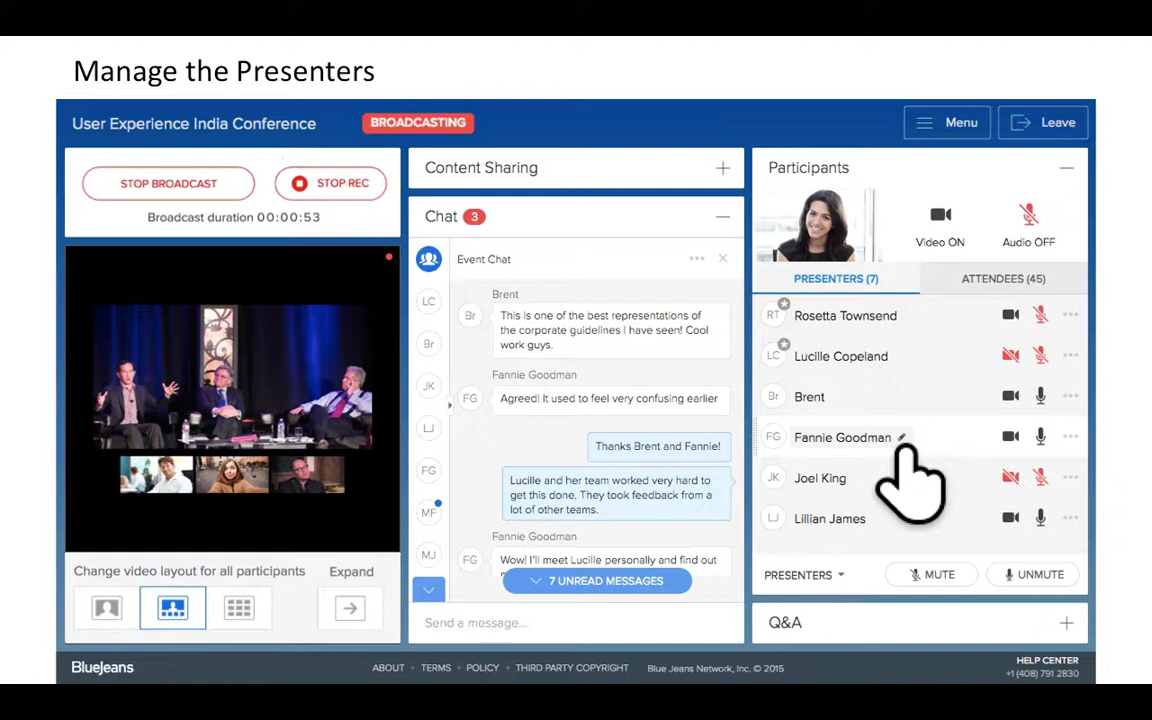 Manage the Presenters
User Experience India Conference
BROADCASTING
Menu
Leave
STOP BROADCAST
STOP REC
Broadcast duration 00:00:53
Change video layout for all participants
Expand
Content Sharing
Chat 3
LC
Br
JK
LJ
FG
MF
MJ
Event Chat
Brent
Br
This is one of the best representations of
the corporate guidelines I have seen! Cool
work guys.
Fannie Goodman
FG
Agreed! It used to feel very confusing earlier
Thanks Brent and Fannie!
Lucille and her team worked very hard to
get this done. They took feedback from a
lot of other teams.
Fannie Goodman
FG
Wow! I'll meet Lucille personally and find out
7 UNREAD MESSAGES
Send a message...
Participants
Video ON
Audio OFF
PRESENTERS (7)
ATTENDEES (45)
RT Rosetta Townsend
LC Lucille Copeland
Br Brent
FG Fannie Goodman
JK Joel King
LJ Lillian James
PRESENTERS
MUTE
UNMUTE
Q&A
BlueJeans
ABOUT • TERMS • POLICY • THIRD PARTY COPYRIGHT
Blue Jeans Network, Inc. © 2015
HELP CENTER
+1 (408) 791 2830